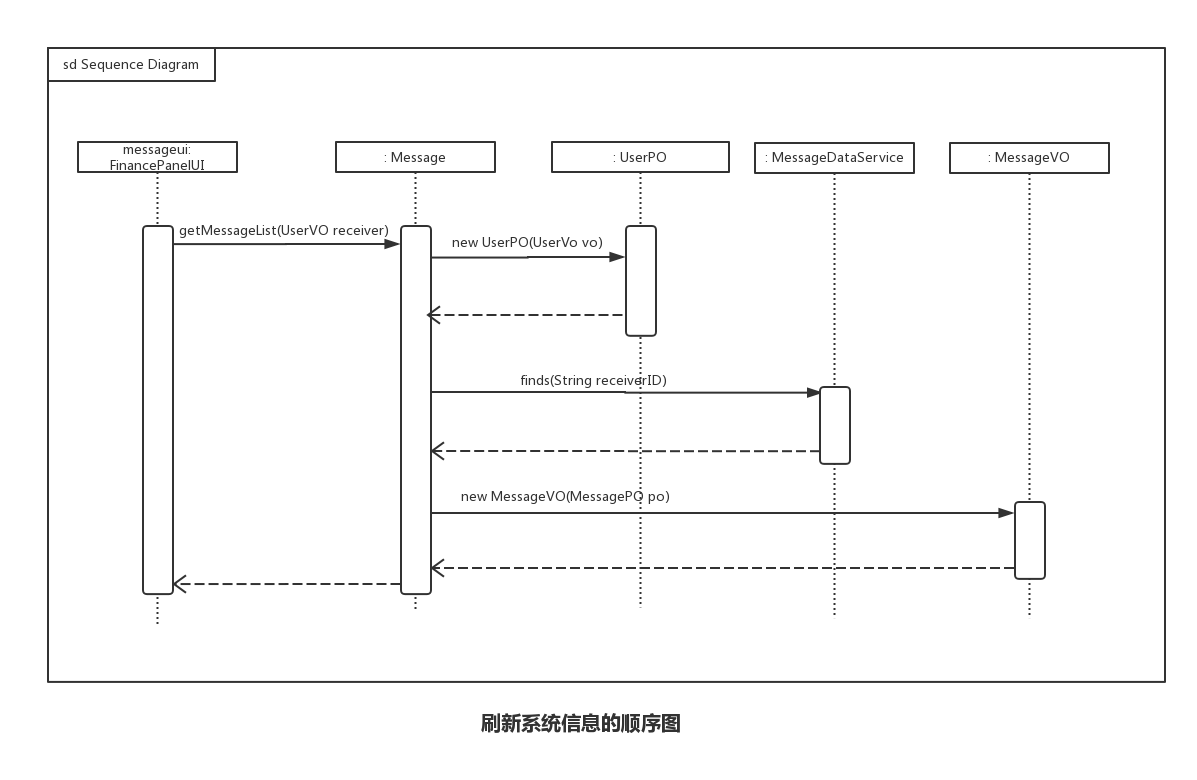 sd Sequence Diagram
messageui:
FinancePanelUI
: Message
: UserPO
: MessageDataService
: MessageVO
getMessageList(UserVO receiver)
new UserPO(UserVo vo)
finds(String receiverID)
new MessageVO(MessagePO po)
刷新系统信息的顺序图